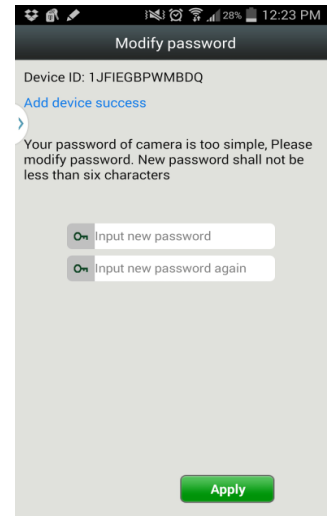 28% 12:23 PM
Modify password
Device ID: 1JFIEGBPWMBDQ
Add device success
Your password of camera is too simple, Please
modify password. New password shall not be
less than six characters
Input new password
Input new password again
Apply